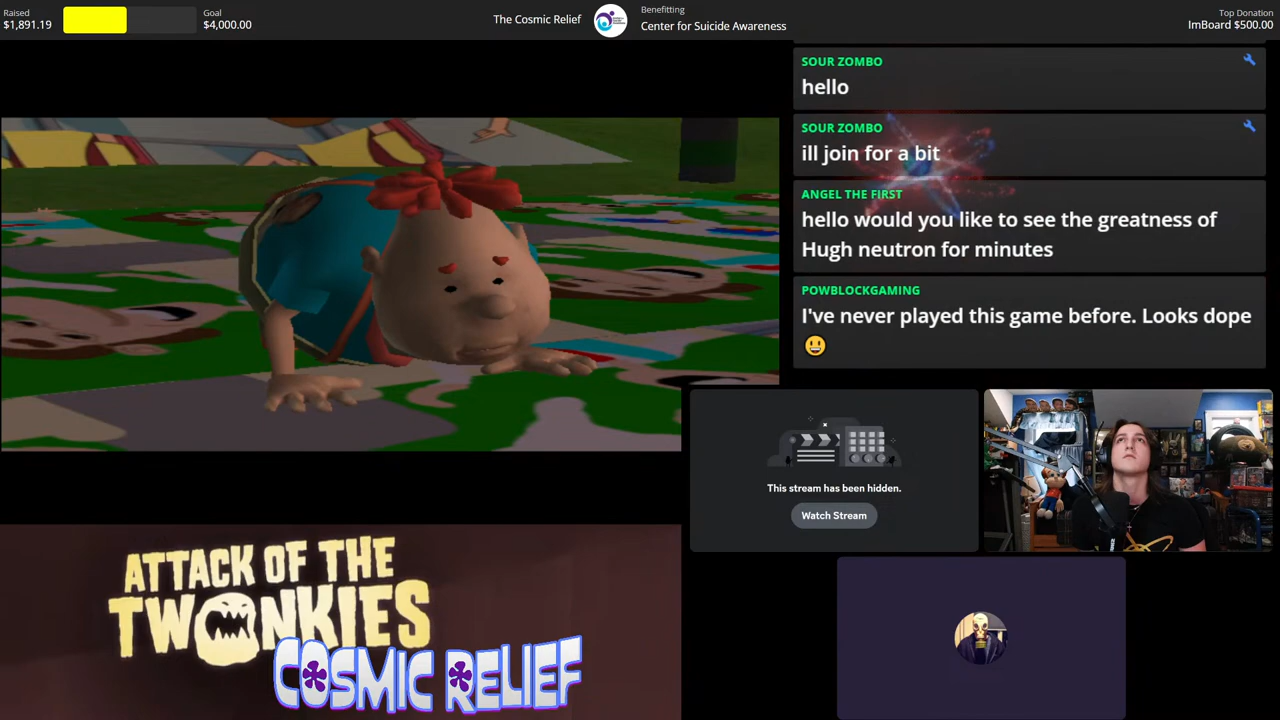 Raised
$1,891.19
Goal
$4,000.00
The Cosmic Relief
Benefitting
Center for Suicide Awareness
Top Donation
ImBoard $500.00
SOUR ZOMBO
hello
SOUR ZOMBO
ill join for a bit
ANGEL THE FIRST
hello would you like to see the greatness of
Hugh neutron for minutes
POWBLOCKGAMING
I've never played this game before. Looks dope
😀
This stream has been hidden.
Watch Stream
ATTACK OF THE
TWONKIES
COSMIC RELIEF